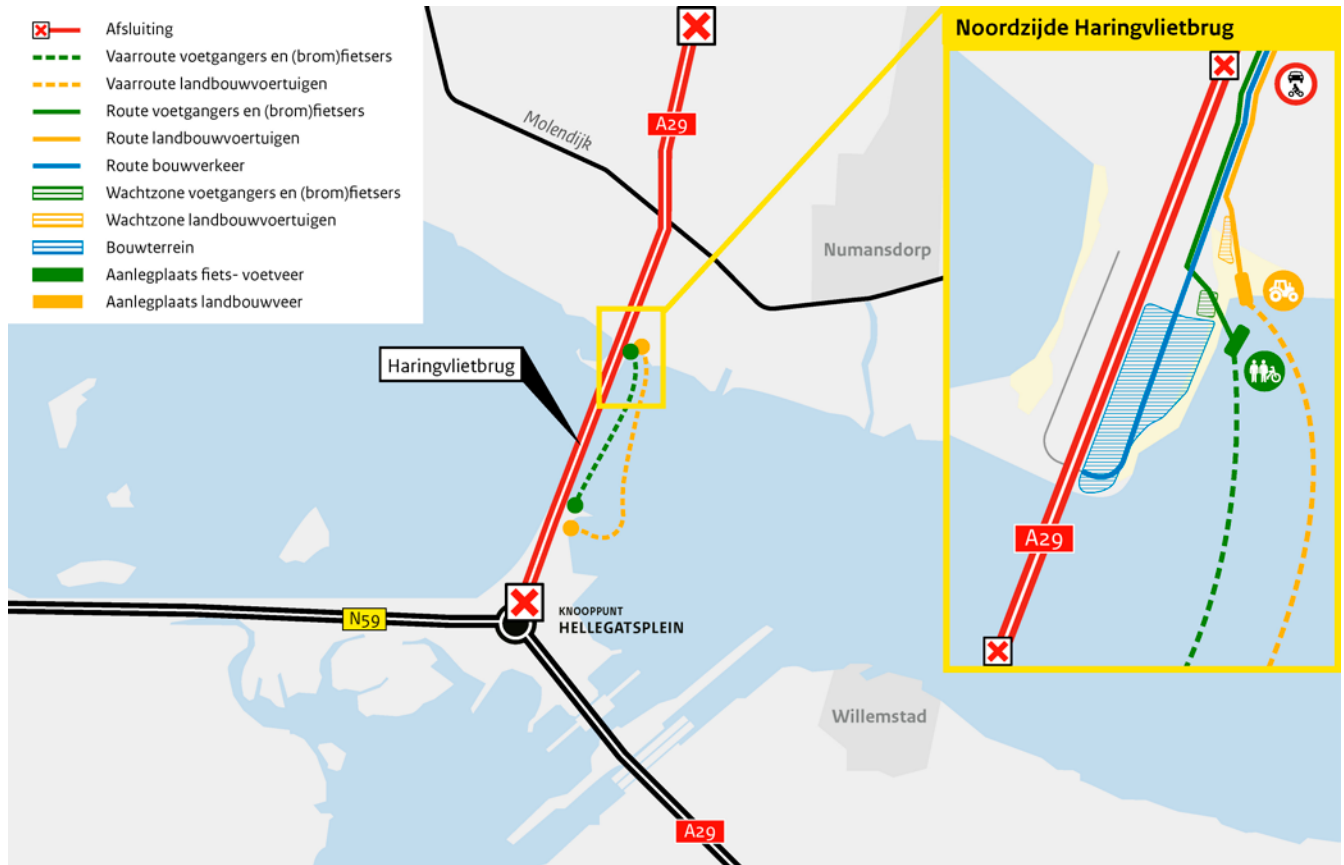 Afsluiting
Vaarroute voetgangers en (brom)fietsers
Vaarroute landbouwvoertuigen
Route voetgangers en (brom)fietsers
Route landbouwvoertuigen
Route bouwverkeer
Wachtzone voetgangers en (brom)fietsers
Wachtzone landbouwvoertuigen
Bouwterrein
Aanlegplaats fiets- voetveer
Aanlegplaats landbouwveer
A29
Molendijk
Numansdorp
Haringvlietbrug
N59
KNOOPPUNT
HELLEGATSPLEIN
Willemstad
A29
Noordzijde Haringvlietbrug
A29